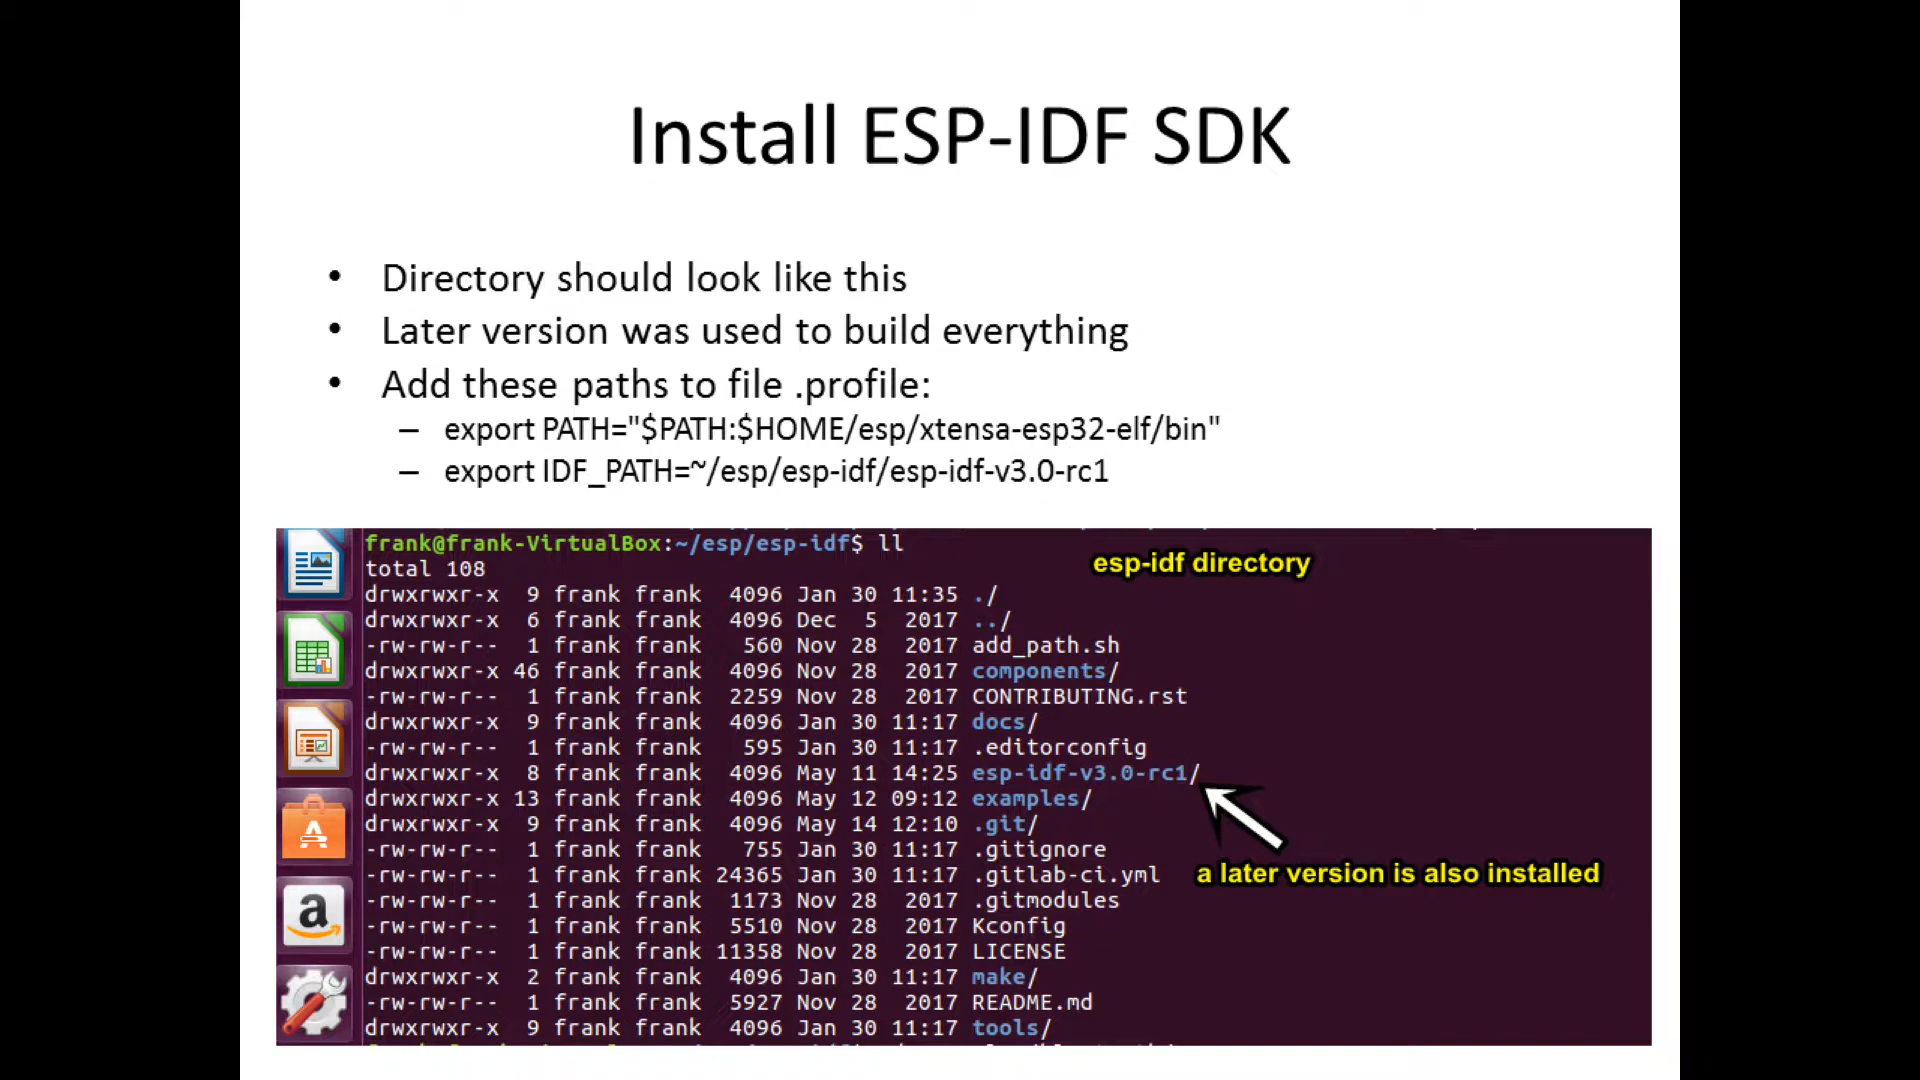 Install ESP-IDF SDK
• Directory should look like this
• Later version was used to build everything
• Add these paths to file .profile:
– export PATH="$PATH:$HOME/esp/xtensa-esp32-elf/bin"
– export IDF_PATH=~/esp/esp-idf/esp-idf-v3.0-rc1
frank@frank-VirtualBox:~/esp/esp-idf$ ll
esp-idf directory
total 108
drwxrwxr-x  9 frank frank  4096 Jan 30 11:35 ./
drwxrwxr-x  6 frank frank  4096 Dec  5  2017 ../
-rw-rw-r--  1 frank frank   560 Nov 28  2017 add_path.sh
drwxrwxr-x 46 frank frank  4096 Nov 28  2017 components/
-rw-rw-r--  1 frank frank  2259 Nov 28  2017 CONTRIBUTING.rst
drwxrwxr-x  9 frank frank  4096 Jan 30 11:17 docs/
-rw-rw-r--  1 frank frank   595 Jan 30 11:17 .editorconfig
drwxrwxr-x  8 frank frank  4096 May 11 14:25 esp-idf-v3.0-rc1/
drwxrwxr-x 13 frank frank  4096 May 12 09:12 examples/
drwxrwxr-x  9 frank frank  4096 May 14 12:10 .git/
-rw-rw-r--  1 frank frank   755 Jan 30 11:17 .gitignore
-rw-rw-r--  1 frank frank 24365 Jan 30 11:17 .gitlab-ci.yml
a later version is also installed
-rw-rw-r--  1 frank frank  1173 Nov 28  2017 .gitmodules
-rw-rw-r--  1 frank frank  5510 Nov 28  2017 Kconfig
-rw-rw-r--  1 frank frank 11358 Nov 28  2017 LICENSE
drwxrwxr-x  2 frank frank  4096 Jan 30 11:17 make/
-rw-rw-r--  1 frank frank  5927 Nov 28  2017 README.md
drwxrwxr-x  9 frank frank  4096 Jan 30 11:17 tools/